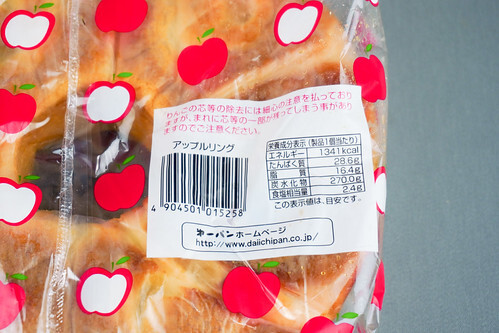 りんごの芯等の除去には細心の注意を払っており
ますが、まれに芯等の一部が残ってしまう事があり
ますのでご注意ください。
アップルリング
4 904501 015258
栄養成分表示(製品1個当たり)
エネルギー 1341kcal
たんぱく質 28.6g
脂質 16.4g
炭水化物 270.0g
食塩相当量 2.4g
この表示値は、目安です。
第一パン ホームページ
http://www.daiichipan.co.jp/